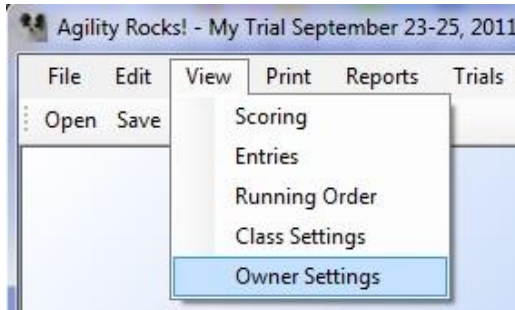 Agility Rocks! - My Trial September 23-25, 2011
File Edit View Print Reports Trials
Open Save
Scoring
Entries
Running Order
Class Settings
Owner Settings